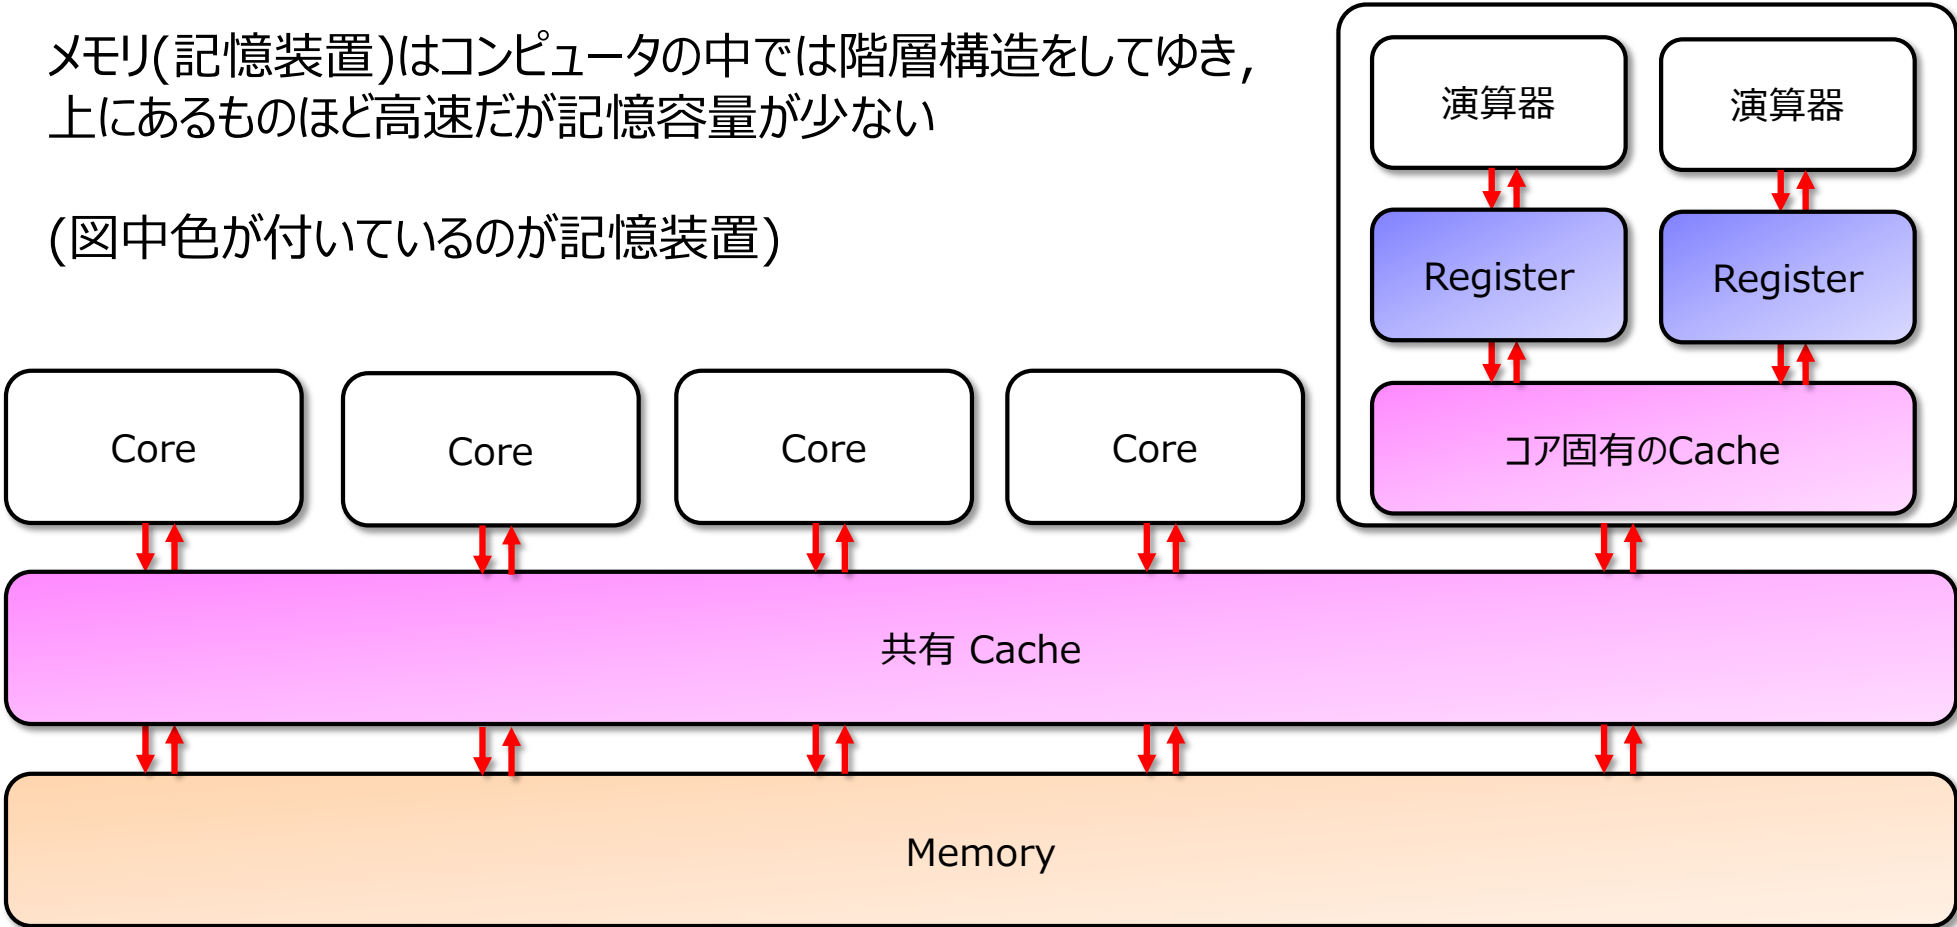 メモリ(記憶装置)はコンピュータの中では階層構造をしてゆき,
上にあるものほど高速だが記憶容量が少ない
(図中色が付いているのが記憶装置)
演算器
演算器
Register
Register
コア固有のCache
Core
Core
Core
Core
共有 Cache
Memory